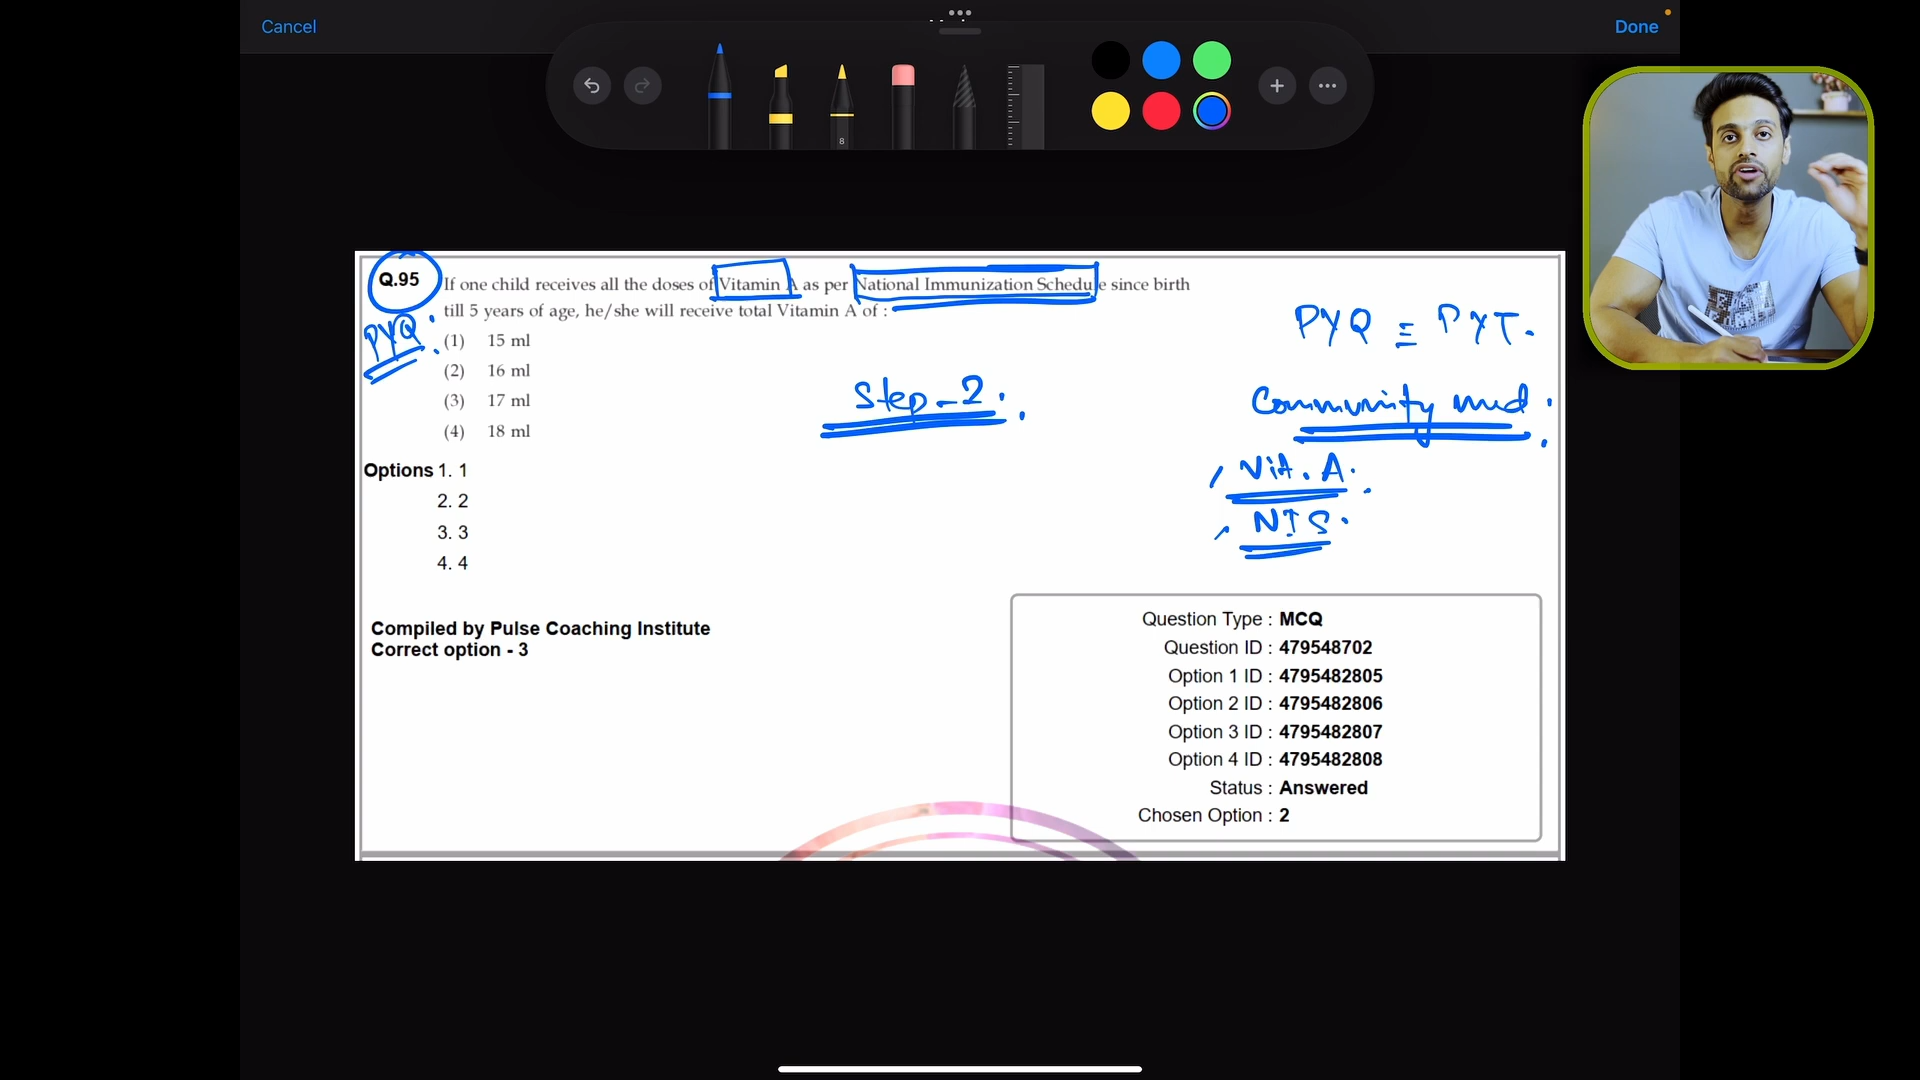 Cancel
Done
8
Q.95 If one child receives all the doses of Vitamin A as per National Immunization Schedule since birth
till 5 years of age, he/she will receive total Vitamin A of :
PYQ
(1) 15 ml
(2) 16 ml
(3) 17 ml
(4) 18 ml
Options 1. 1
2. 2
3. 3
4. 4
Step-2.
PYQ = PYT.
Community med.
Vit. A.
NIS.
Compiled by Pulse Coaching Institute
Correct option - 3
Question Type : MCQ
Question ID : 479548702
Option 1 ID : 4795482805
Option 2 ID : 4795482806
Option 3 ID : 4795482807
Option 4 ID : 4795482808
Status : Answered
Chosen Option : 2